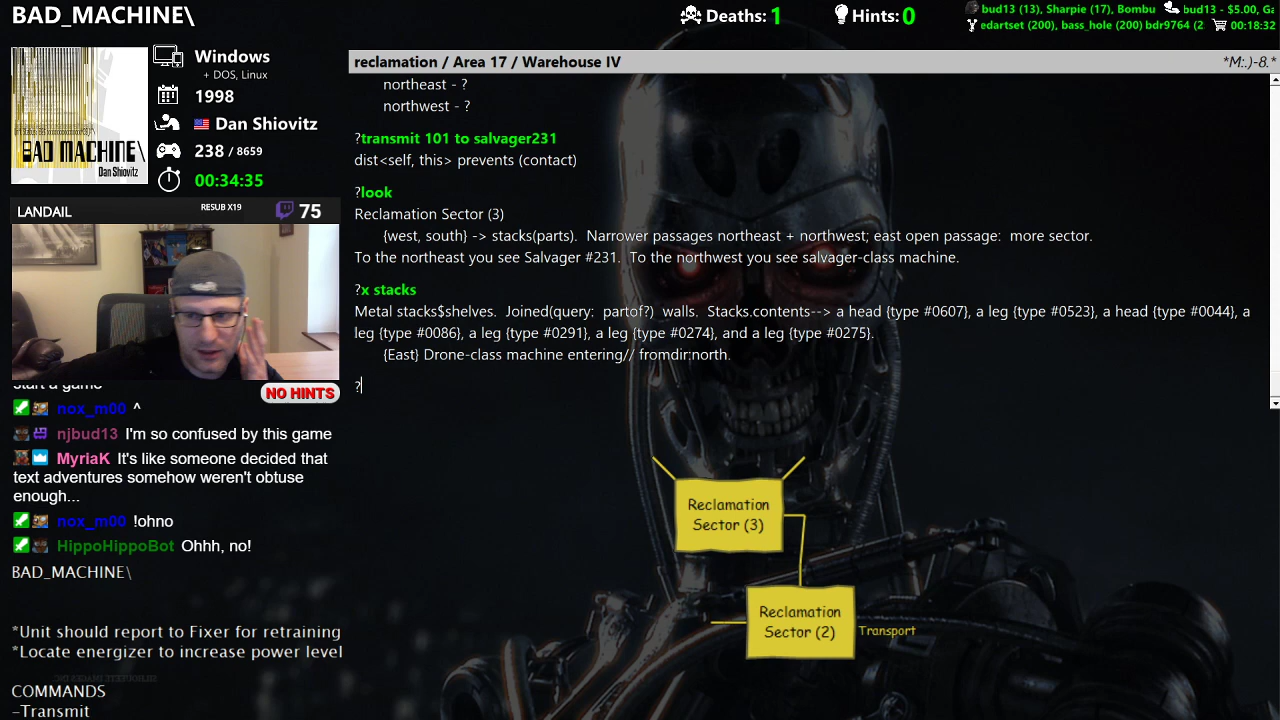 BAD_MACHINE\
Deaths: 1
Hints: 0
bud13 (13), Sharpie (17), Bombu
bud13 - $5.00, Ga
edartset (200), bass_hole (200) bdr9764 (2
00:18:32
BAD MACHINE\
Dan Shiovitz
Windows
+ DOS, Linux
1998
Dan Shiovitz
238 / 8659
00:34:35
LANDAIL
RESUB X19
75
NO HINTS
start a game
nox_m00 ^
njbud13 I'm so confused by this game
MyriaK It's like someone decided that
text adventures somehow weren't obtuse
enough...
nox_m00 !ohno
HippoHippoBot Ohhh, no!
BAD_MACHINE\
*Unit should report to Fixer for retraining
*Locate energizer to increase power level
COMMANDS
-Transmit
reclamation / Area 17 / Warehouse IV
*M:.)-8.*
northeast - ?
northwest - ?
?transmit 101 to salvager231
dist<self, this> prevents (contact)
?look
Reclamation Sector (3)
{west, south} -> stacks(parts).  Narrower passages northeast + northwest; east open passage:  more sector.
To the northeast you see Salvager #231.  To the northwest you see salvager-class machine.
?x stacks
Metal stacks$shelves.  Joined(query:  partof?)  walls.  Stacks.contents--> a head {type #0607}, a leg {type #0523}, a head {type #0044}, a
leg {type #0086}, a leg {type #0291}, a leg {type #0274}, and a leg {type #0275}.
{East} Drone-class machine entering// fromdir:north.
?
Reclamation
Sector (3)
Reclamation
Sector (2)
Transport